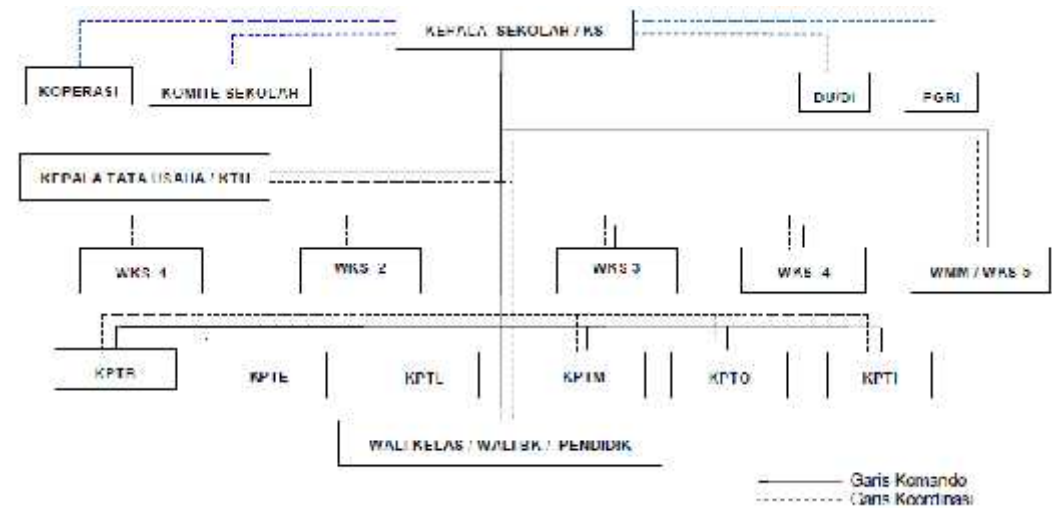 KEPALA SEKOLAH / KS
KOPERASI
KOMITE SEKOLAH
DU/DI
PGRI
KEPALA TATA USAHA / KTU
WKS 1
WKS 2
WKS 3
WKS 4
WMM / WKS 5
KPTB
KPTE
KPTL
KPTM
KPTO
KPTI
WALI KELAS / WALI BK / PENDIDIK
Garis Komando
Garis Koordinasi